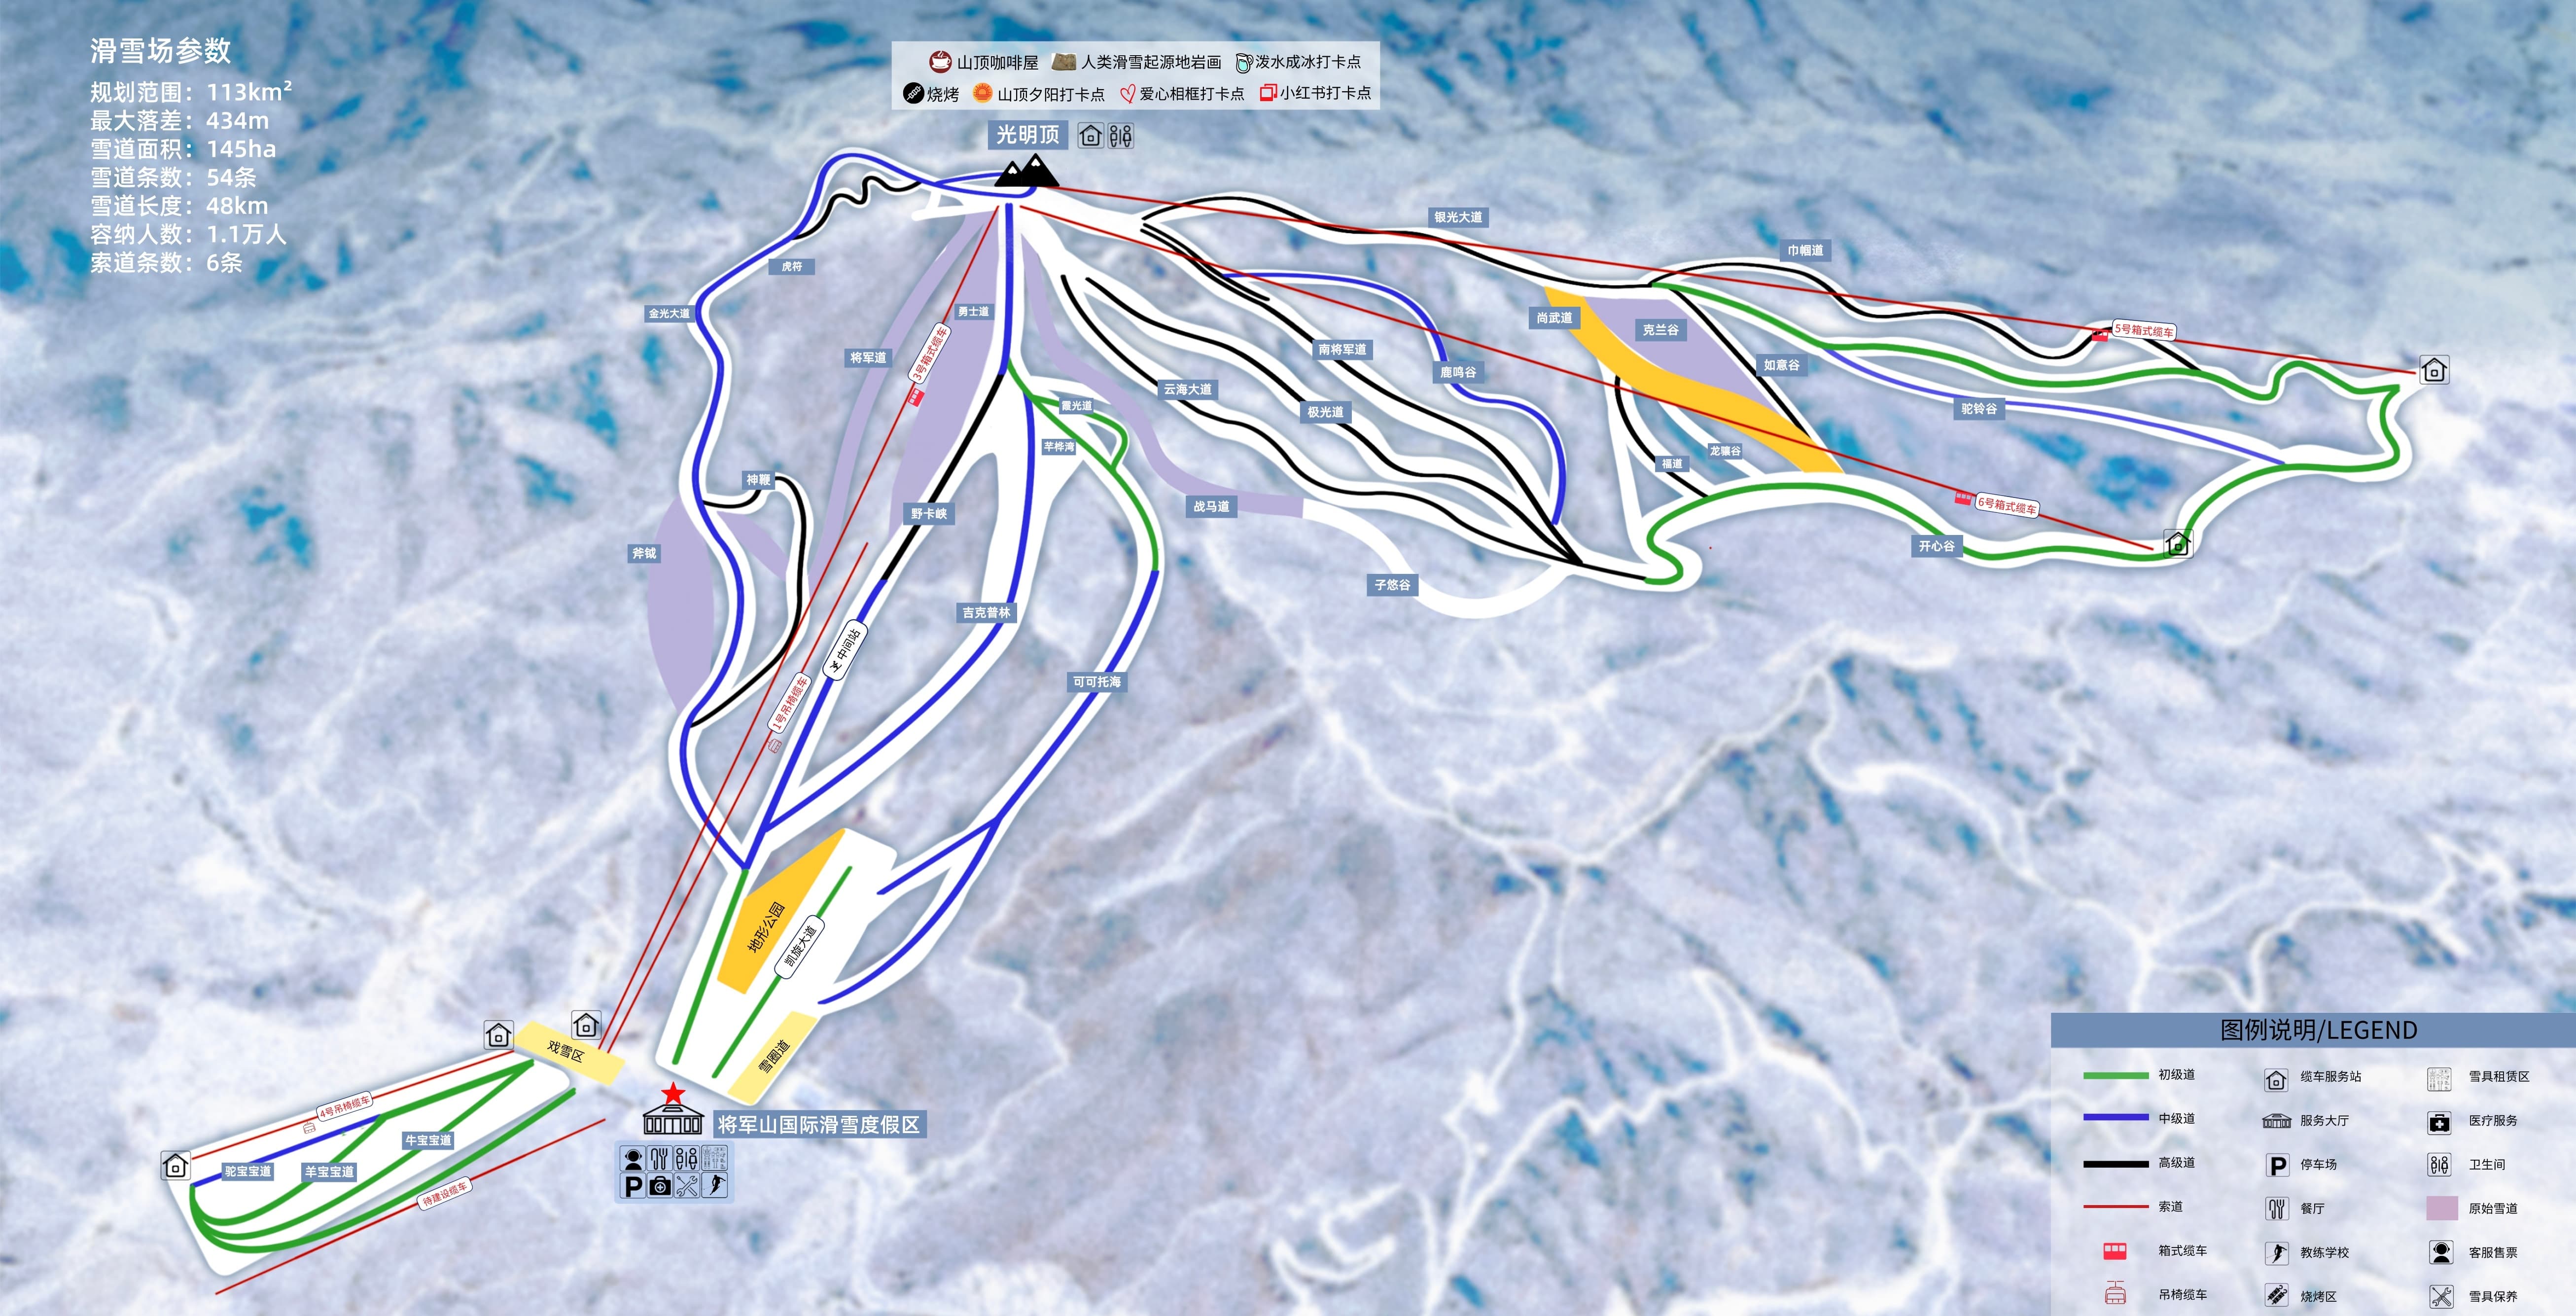 滑雪场参数
规划范围：113km²
最大落差：434m
雪道面积：145ha
雪道条数：54条
雪道长度：48km
容纳人数：1.1万人
索道条数：6条
山顶咖啡屋 人类滑雪起源地岩画 泼水成冰打卡点
烧烤 山顶夕阳打卡点 爱心相框打卡点 小红书打卡点
光明顶
银光大道
巾帼道
虎符
金光大道
勇士道
尚武道
克兰谷
5号箱式缆车
将军道
3号箱式缆车
南将军道
鹿鸣谷
如意谷
云海大道
霞光道
极光道
驼铃谷
芊桦湾
龙骧谷
福道
神鞭
野卡峡
战马道
6号箱式缆车
斧钺
开心谷
子悠谷
吉克普林
中间站
可可托海
1号吊椅缆车
地形公园
凯旋大道
雪圈道
戏雪区
4号吊椅缆车
牛宝宝道
驼宝宝道
羊宝宝道
待建设缆车
将军山国际滑雪度假区
P
图例说明/LEGEND
初级道
缆车服务站
雪具租赁区
中级道
服务大厅
医疗服务
高级道
P 停车场
卫生间
索道
餐厅
原始雪道
箱式缆车
教练学校
客服售票
吊椅缆车
烧烤区
雪具保养